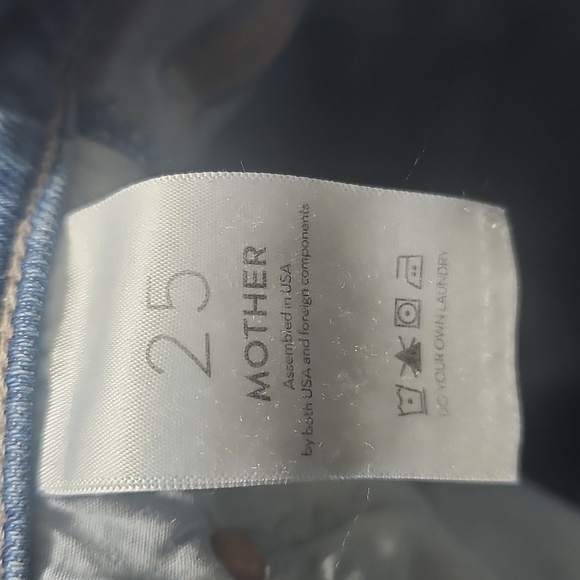 25
MOTHER
Assembled in USA
by both USA and foreign components
DO YOUR OWN LAUNDRY